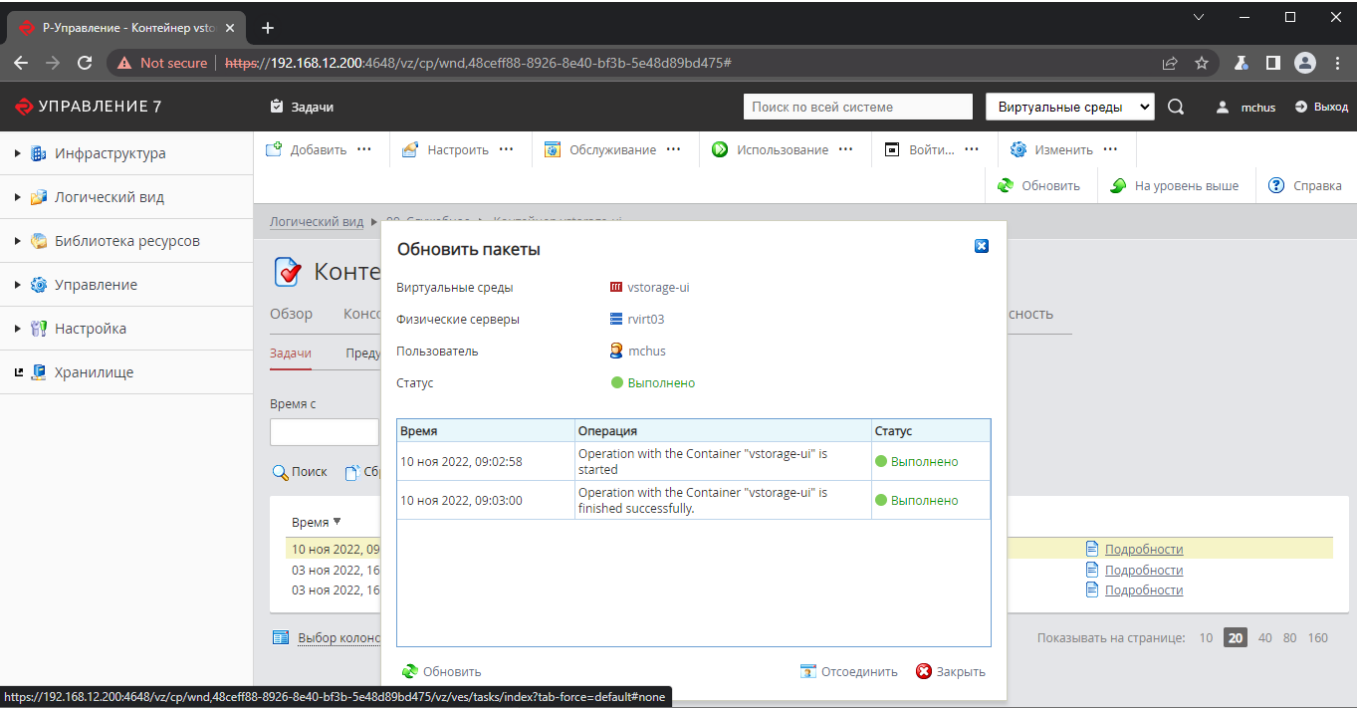 Р-Управление - Контейнер vsto
Not secure | https://192.168.12.200:4648/vz/cp/wnd,48ceff88-8926-8e40-bf3b-5e48d89bd475#
УПРАВЛЕНИЕ 7 Задачи Поиск по всей системе Виртуальные среды mchus Выход
Инфраструктура
Логический вид
Библиотека ресурсов
Управление
Настройка
Хранилище
Добавить ··· Настроить ··· Обслуживание ··· Использование ··· Войти... ··· Изменить ···
Обновить На уровень выше Справка
Логический вид
Конте
Обзор Консо сность
Задачи Преду
Время с
Поиск Сб
Время ▼
10 ноя 2022, 09 Подробности
03 ноя 2022, 16 Подробности
03 ноя 2022, 16 Подробности
Выбор колоно Показывать на странице: 10 20 40 80 160
Обновить пакеты
Виртуальные среды vstorage-ui
Физические серверы rvirt03
Пользователь mchus
Статус Выполнено
Время Операция Статус
10 ноя 2022, 09:02:58 Operation with the Container "vstorage-ui" is
started Выполнено
10 ноя 2022, 09:03:00 Operation with the Container "vstorage-ui" is
finished successfully. Выполнено
Обновить Отсоединить Закрыть
https://192.168.12.200:4648/vz/cp/wnd,48ceff88-8926-8e40-bf3b-5e48d89bd475/vz/ves/tasks/index?tab-force=default#none